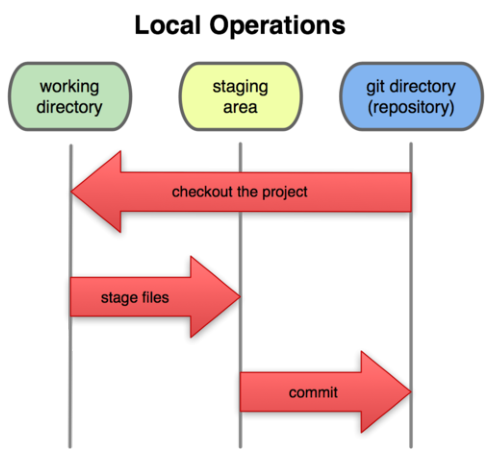 Local Operations
working
directory
staging
area
git directory
(repository)
checkout the project
stage files
commit